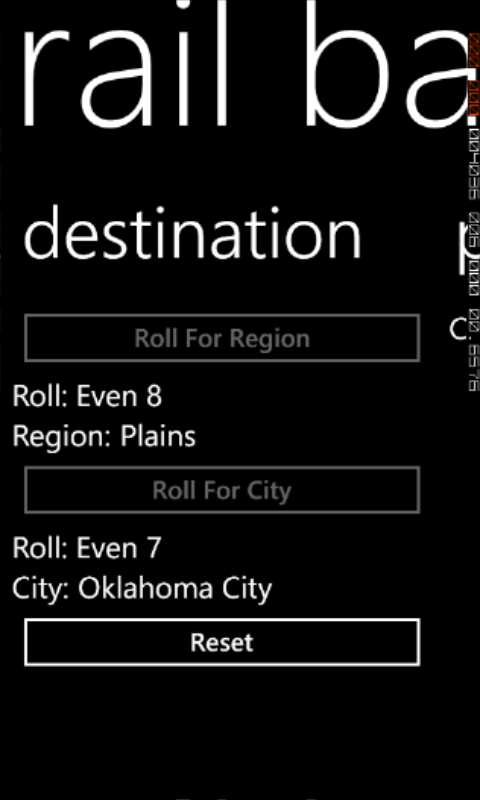 rail ba
destination
Roll For Region
Roll: Even 8
Region: Plains
Roll For City
Roll: Even 7
City: Oklahoma City
Reset